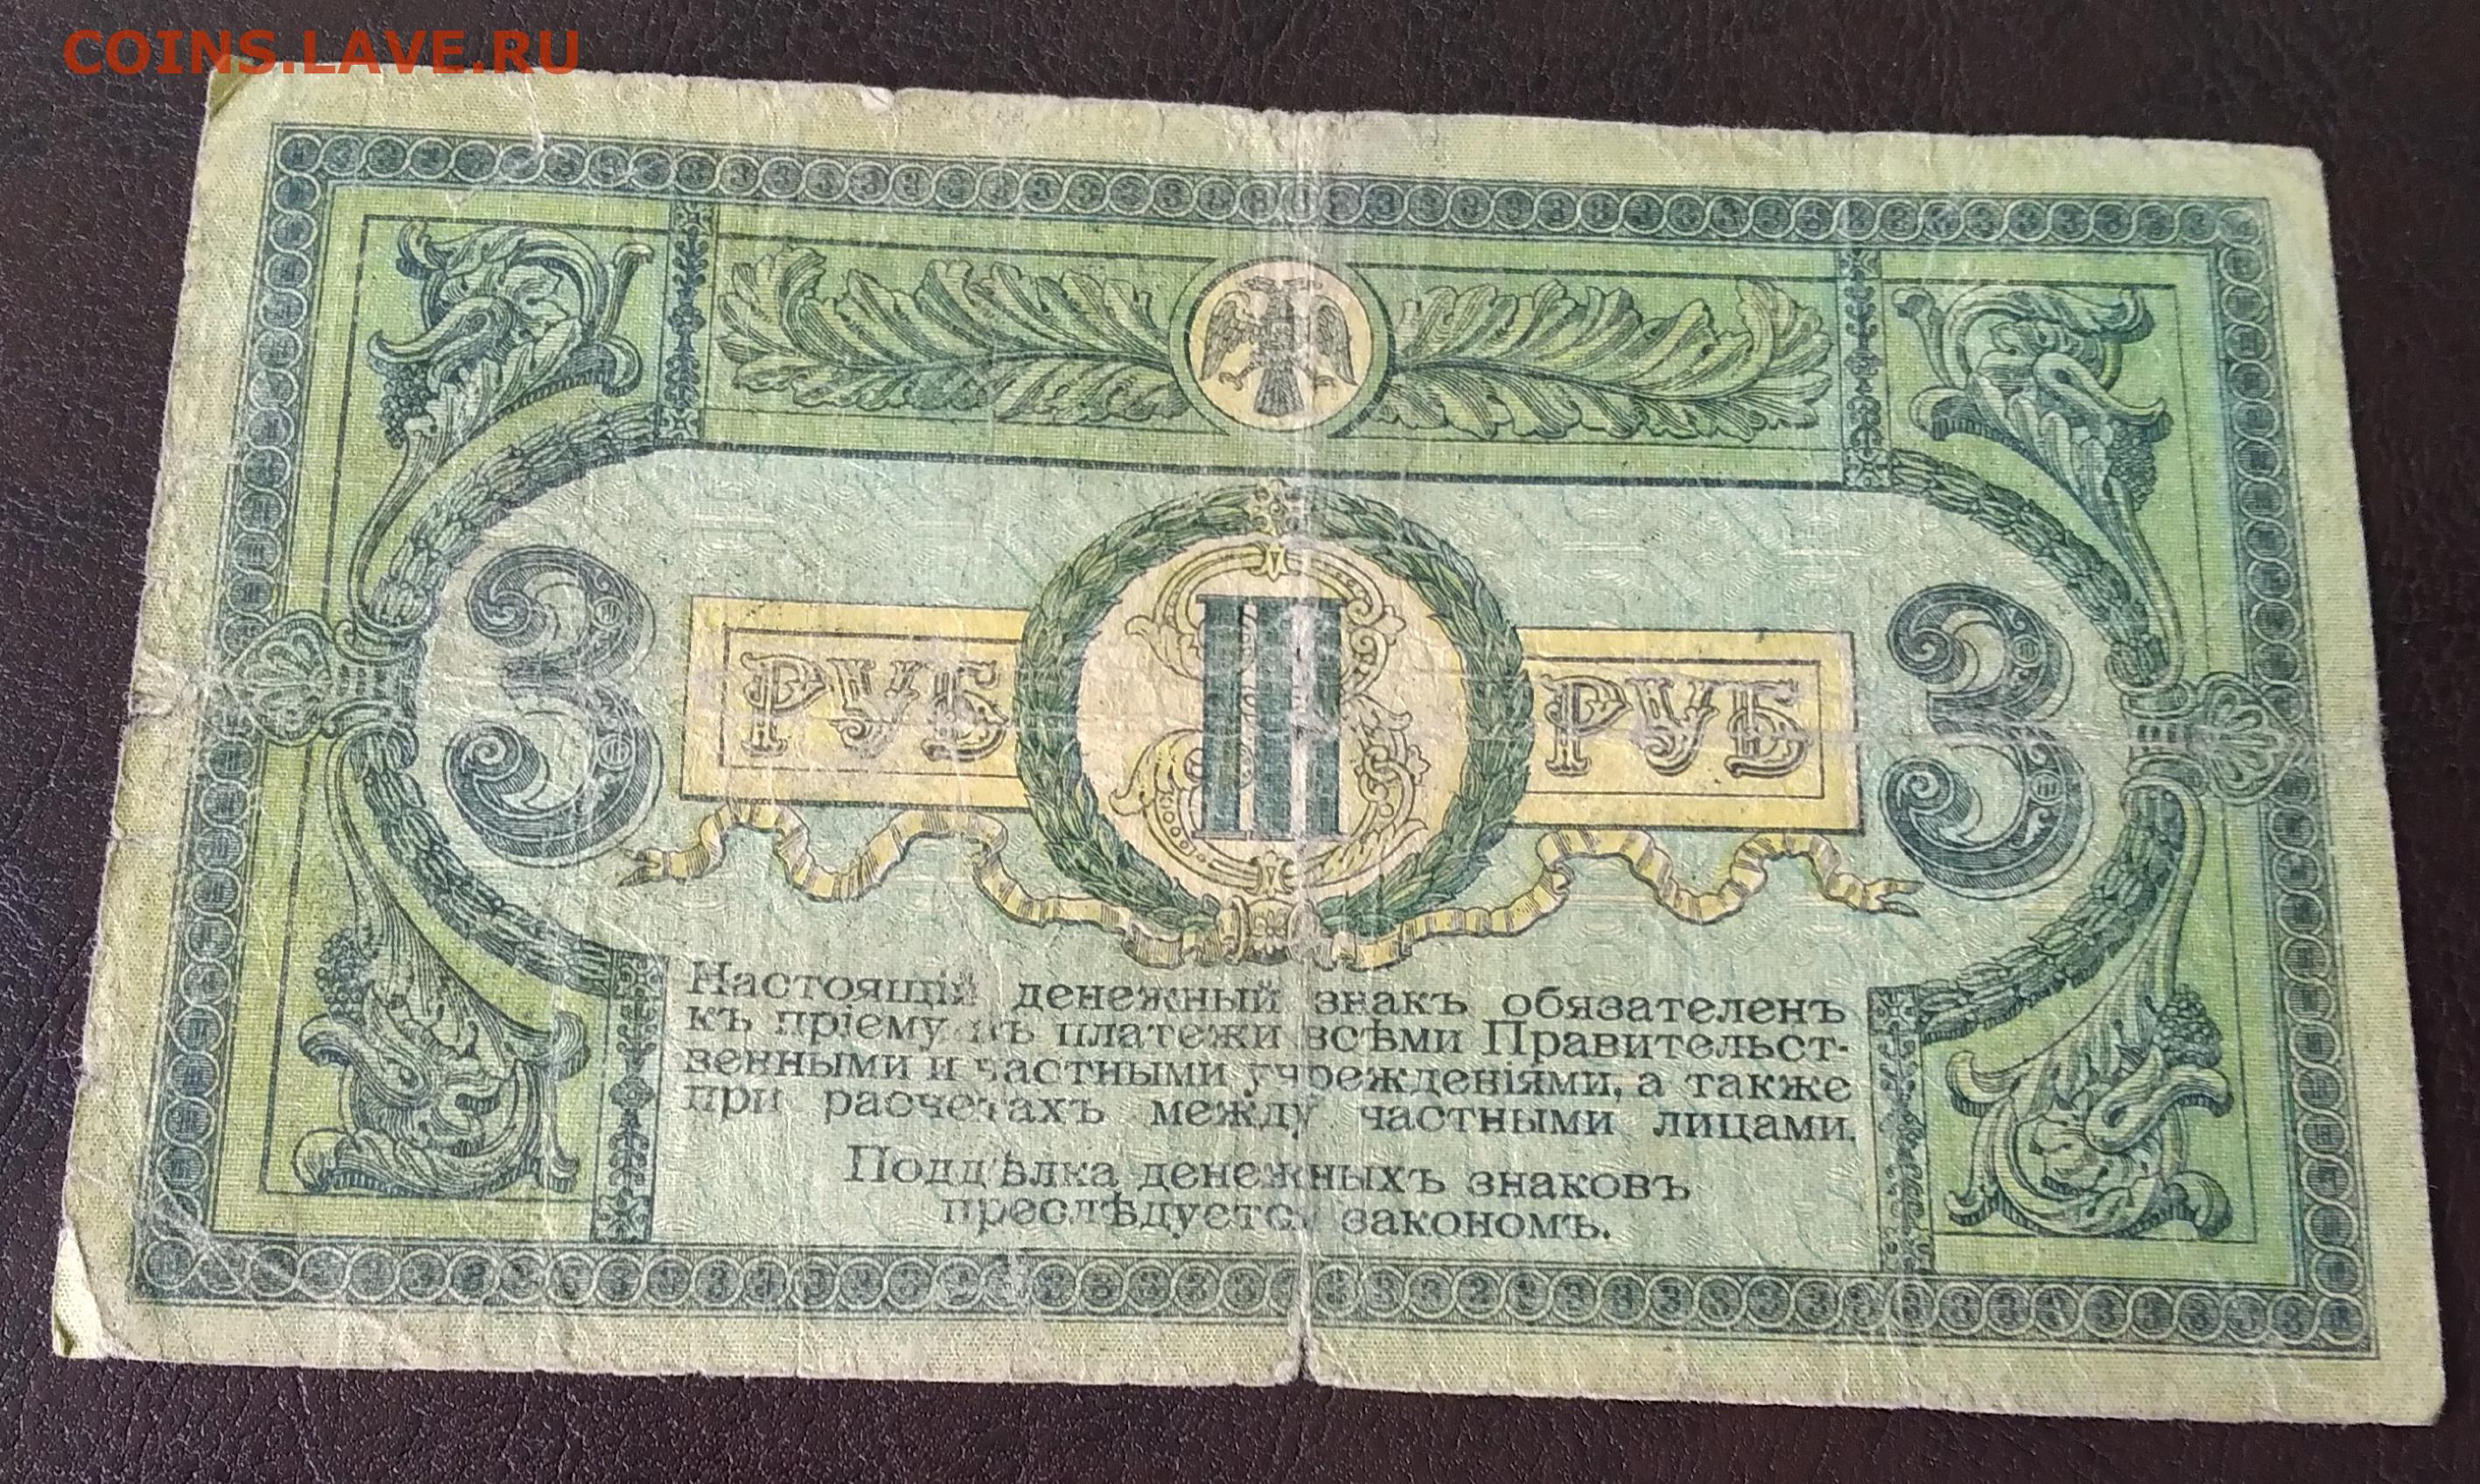 COINS.LAVE.RU
3 РУБ III РУБ 3
Настоящій денежный знакъ обязателенъ
къ пріему въ платежи всѣми Правительст-
венными и частными учрежденіями, а также
при расчетахъ между частными лицами.
Поддѣлка денежныхъ знаковъ
преслѣдуется закономъ.